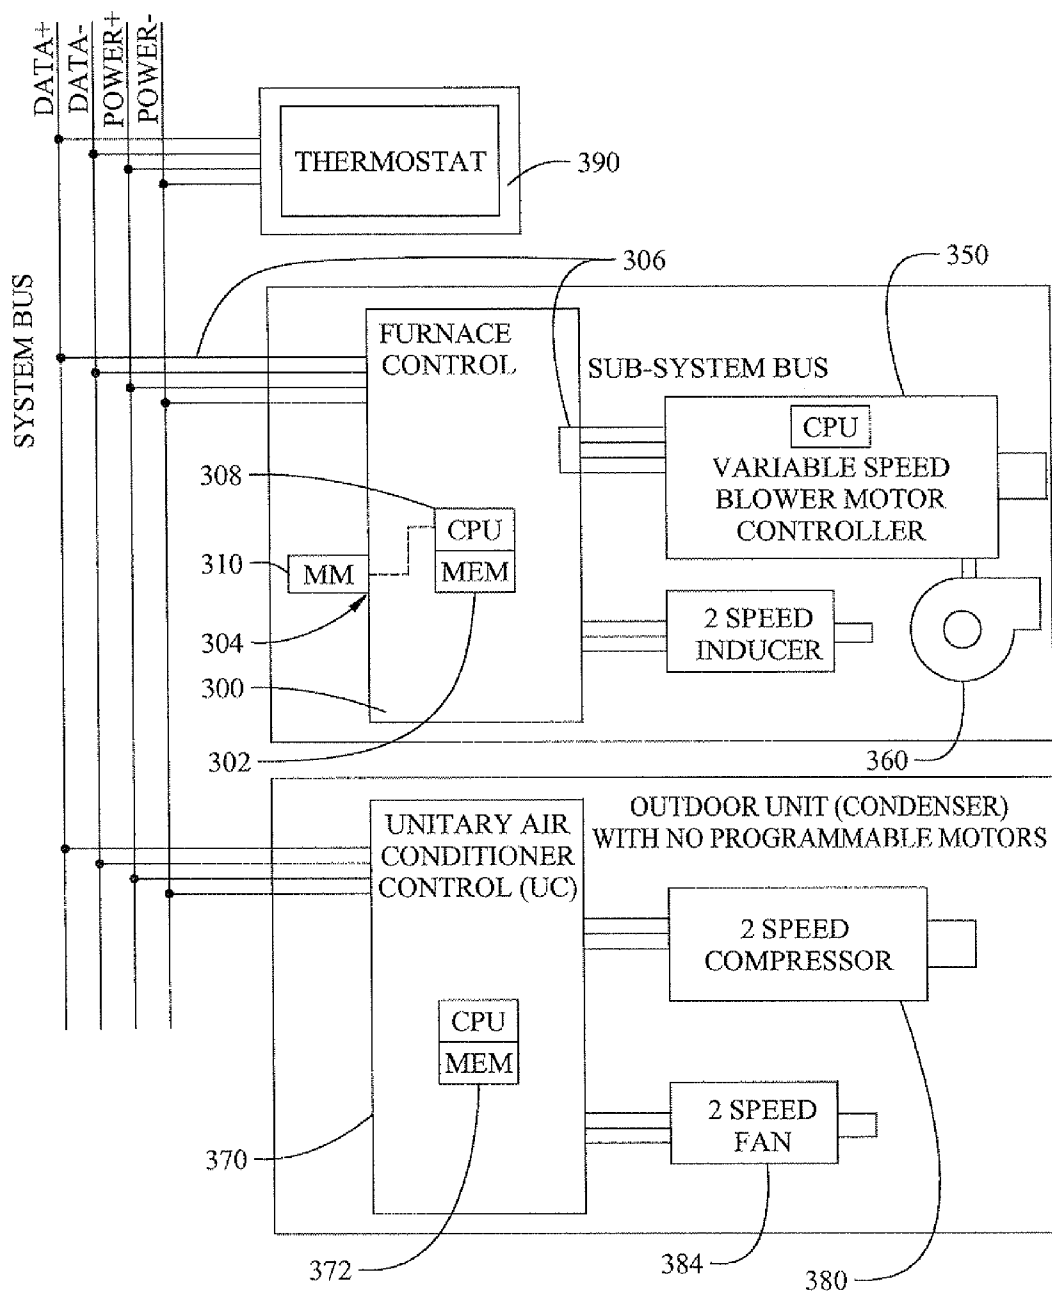 DATA+
DATA-
POWER+
POWER-
THERMOSTAT
390
SYSTEM BUS
306
350
FURNACE
CONTROL
SUB-SYSTEM BUS
CPU
VARIABLE SPEED
BLOWER MOTOR
CONTROLLER
308
CPU
310
MM
MEM
304
2 SPEED
INDUCER
300
302
360
UNITARY AIR
CONDITIONER
CONTROL (UC)
OUTDOOR UNIT (CONDENSER)
WITH NO PROGRAMMABLE MOTORS
2 SPEED
COMPRESSOR
CPU
MEM
2 SPEED
FAN
370
372
384
380